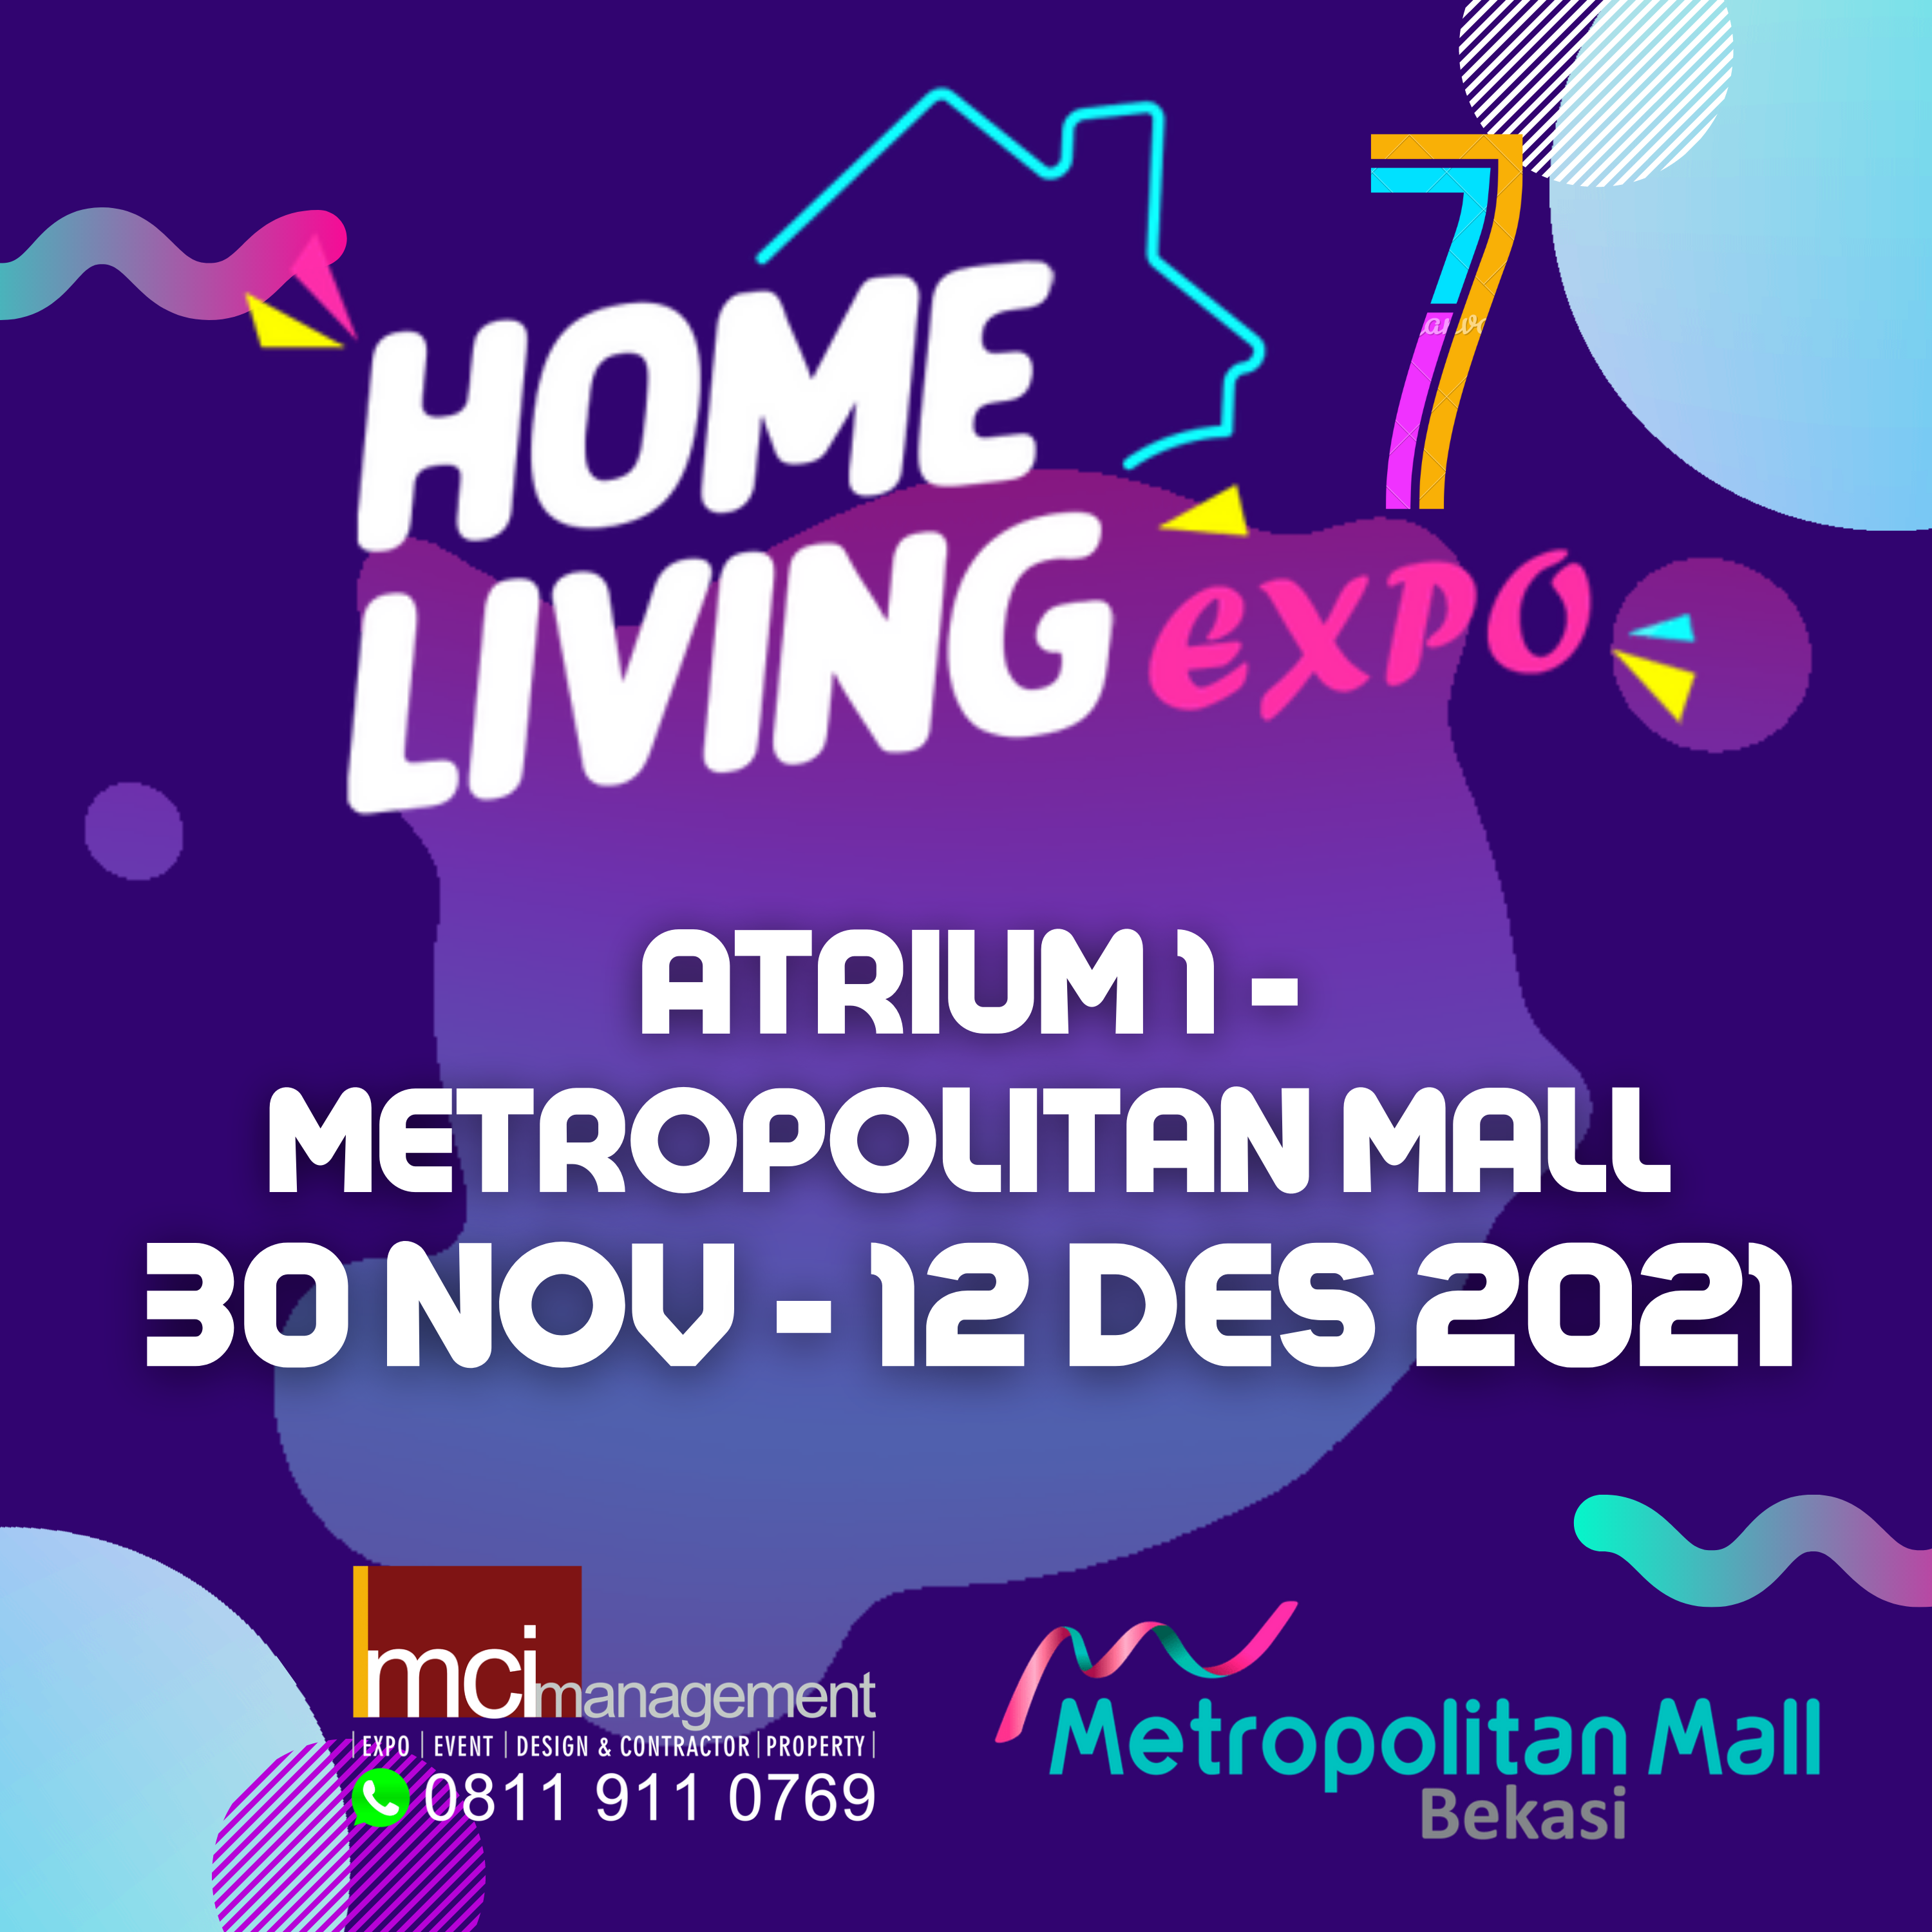 HOME
7
LIVING eXPO
ATRIUM 1 -
METROPOLITAN MALL
30 NOV - 12 DES 2021
mci management
| EXPO | EVENT | DESIGN & CONTRACTOR | PROPERTY |
0811 911 0769
Metropolitan Mall
Bekasi